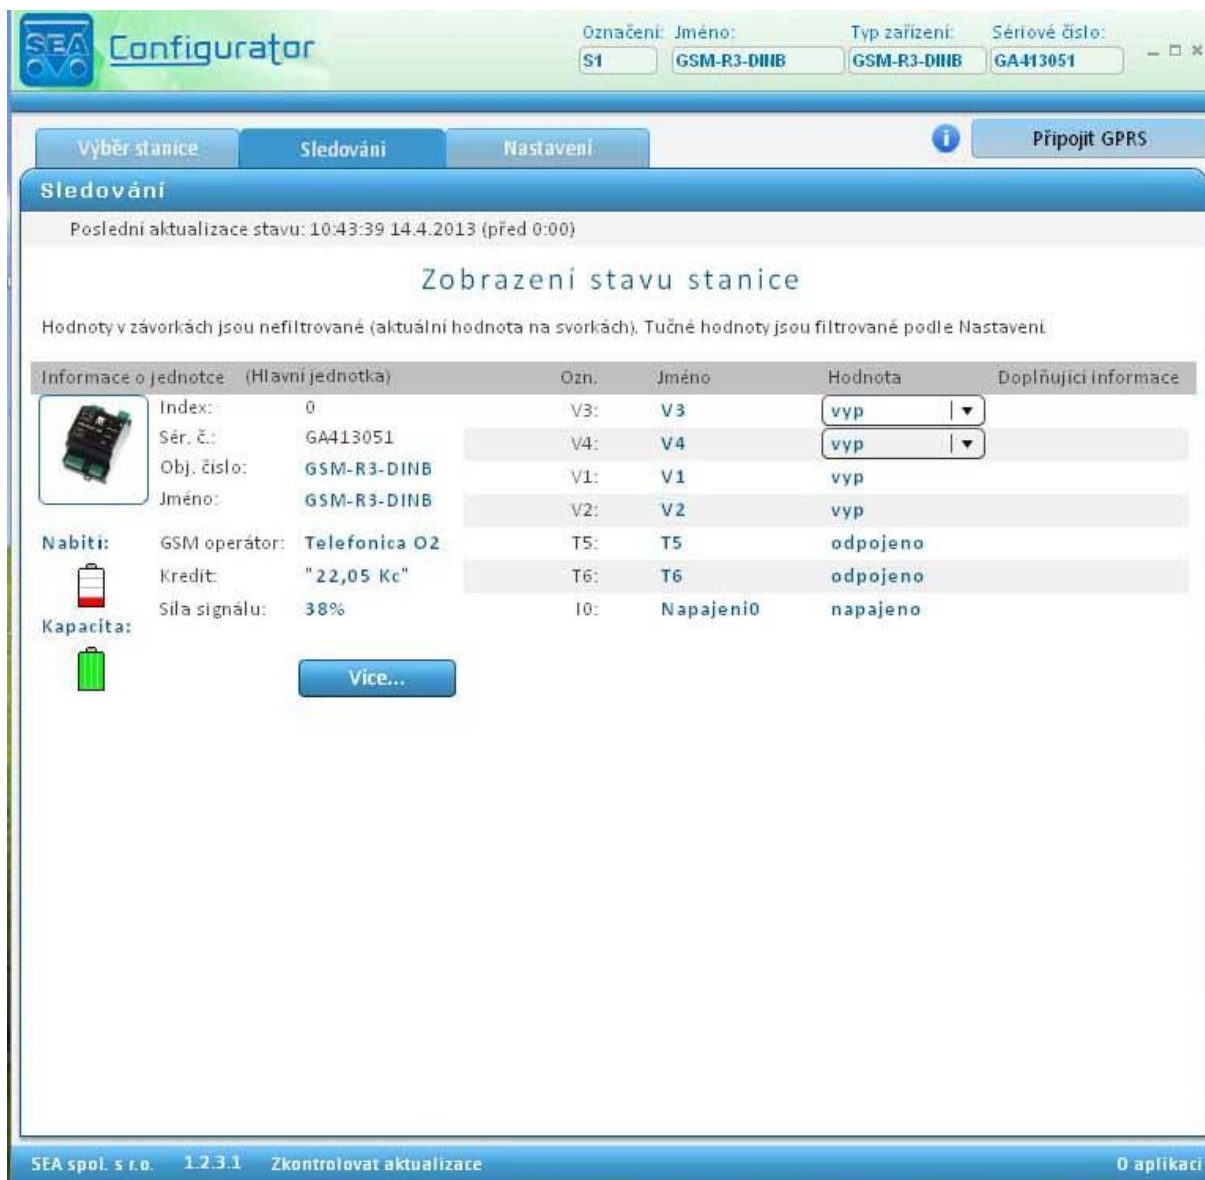 SEA Configurator
Označení: Jméno: Typ zařízení: Sériové číslo:
S1 GSM-R3-DINB GSM-R3-DINB GA413051
Výběr stanice Sledování Nastavení Připojit GPRS
Sledování
Poslední aktualizace stavu: 10:43:39 14.4.2013 (před 0:00)
Zobrazení stavu stanice
Hodnoty v závorkách jsou nefiltrované (aktuální hodnota na svorkách). Tučné hodnoty jsou filtrované podle Nastavení.
Informace o jednotce (Hlavní jednotka) Ozn. Jméno Hodnota Doplňující informace
Index: 0 V3: V3 vyp
Sér. č.: GA413051 V4: V4 vyp
Obj. číslo: GSM-R3-DINB V1: V1 vyp
Jméno: GSM-R3-DINB V2: V2 vyp
Nabití: GSM operátor: Telefonica O2 T5: T5 odpojeno
Kredit: "22,05 Kc" T6: T6 odpojeno
Síla signálu: 38% I0: Napajeni0 napajeno
Kapacita:
Více...
SEA spol. s r.o. 1.2.3.1 Zkontrolovat aktualizace O aplikaci